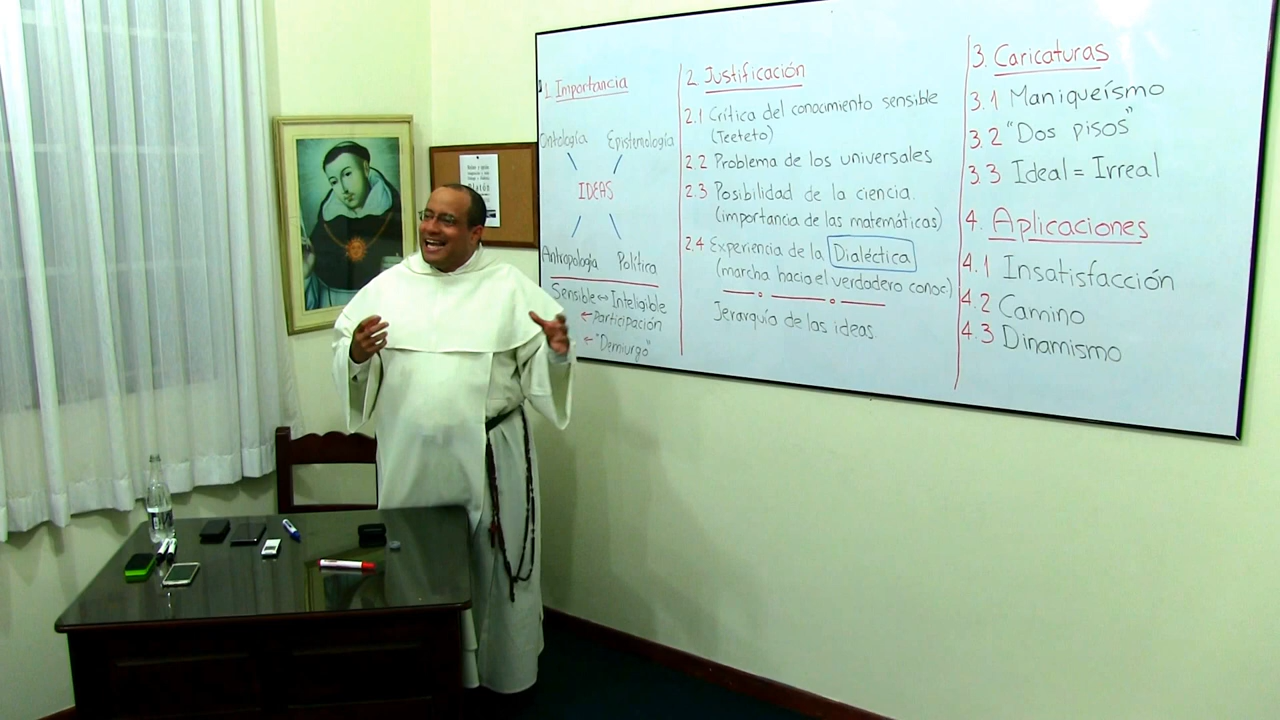 1. Importancia
Ontología Epistemología
IDEAS
Antropología Política
Sensible ↔ Inteligible
← Participación
← "Demiurgo"
2. Justificación
2.1 Crítica del conocimiento sensible
(Teeteto)
2.2 Problema de los universales
2.3 Posibilidad de la ciencia.
(importancia de las matemáticas)
2.4 Experiencia de la Dialéctica
(marcha hacia el verdadero conoc)
Jerarquía de las ideas.
3. Caricaturas
3.1 Maniqueísmo
3.2 "Dos pisos"
3.3 Ideal = Irreal
4. Aplicaciones
4.1 Insatisfacción
4.2 Camino
4.3 Dinamismo
Platón